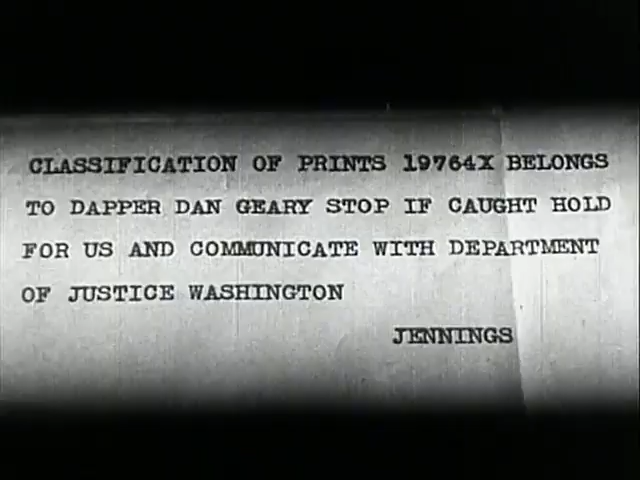 CLASSIFICATION OF PRINTS 19764X BELONGS
TO DAPPER DAN GEARY STOP IF CAUGHT HOLD
FOR US AND COMMUNICATE WITH DEPARTMENT
OF JUSTICE WASHINGTON
JENNINGS